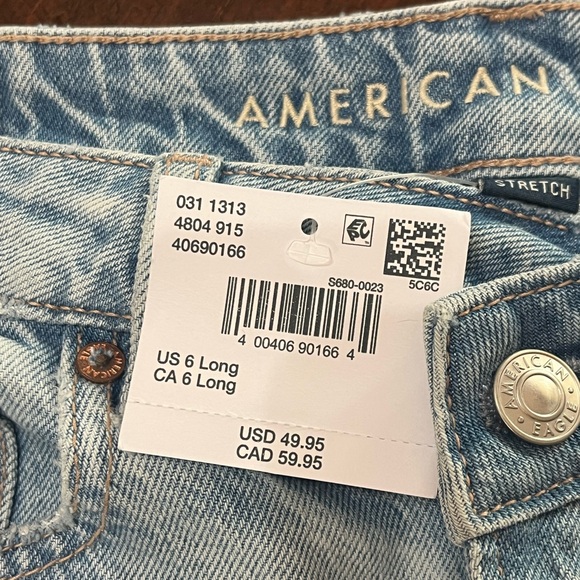 AMERICAN
STRETCH
031 1313
4804 915
40690166
5C6C
S680-0023
4 00406 90166 4
US 6 Long
CA 6 Long
USD 49.95
CAD 59.95
AMERICAN
EAGLE
AMERICAN